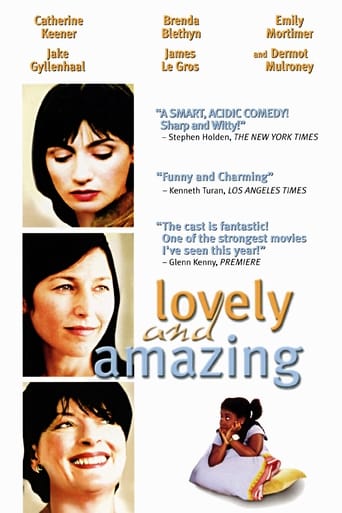 Catherine Keener
Brenda Blethyn
Emily Mortimer
Jake Gyllenhaal
James Le Gros
and Dermot Mulroney
"A SMART, ACIDIC COMEDY!
Sharp and Witty!"
– Stephen Holden, THE NEW YORK TIMES
"Funny and Charming"
– Kenneth Turan, LOS ANGELES TIMES
"The cast is fantastic!
One of the strongest movies
I've seen this year!"
– Glenn Kenny, PREMIERE
lovely
and
amazing